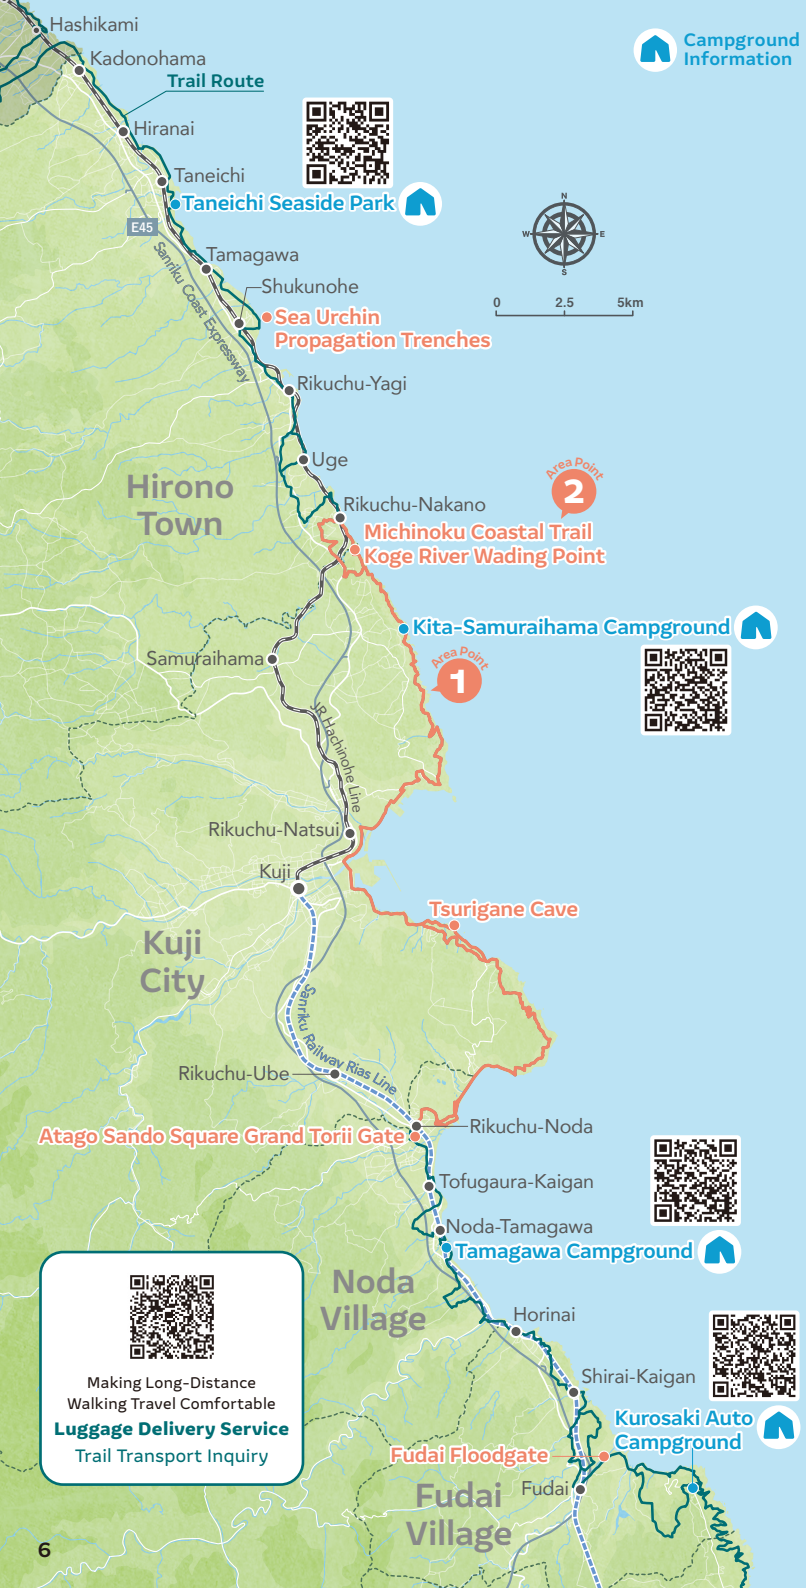 Hashikami
Campground
Information
Kadonohama
Trail Route
Hiranai
Taneichi
Taneichi Seaside Park
N
W
E
S
E45
Sanriku Coast Expressway
Tamagawa
Shukunohe
0
2.5
5km
Sea Urchin
Propagation Trenches
Rikuchu-Yagi
Uge
Hirono
Town
Area Point
2
Rikuchu-Nakano
Michinoku Coastal Trail
Koge River Wading Point
Kita-Samuraihama Campground
Samuraihama
Area Point
1
JR Hachinohe Line
Rikuchu-Natsui
Kuji
Tsurigane Cave
Kuji
City
Sanriku Railway Rias Line
Rikuchu-Ube
Rikuchu-Noda
Atago Sando Square Grand Torii Gate
Tofugaura-Kaigan
Noda-Tamagawa
Tamagawa Campground
Noda
Village
Horinai
Shirai-Kaigan
Making Long-Distance
Walking Travel Comfortable
Luggage Delivery Service
Trail Transport Inquiry
Kurosaki Auto
Campground
Fudai Floodgate
Fudai
Fudai
Village
6